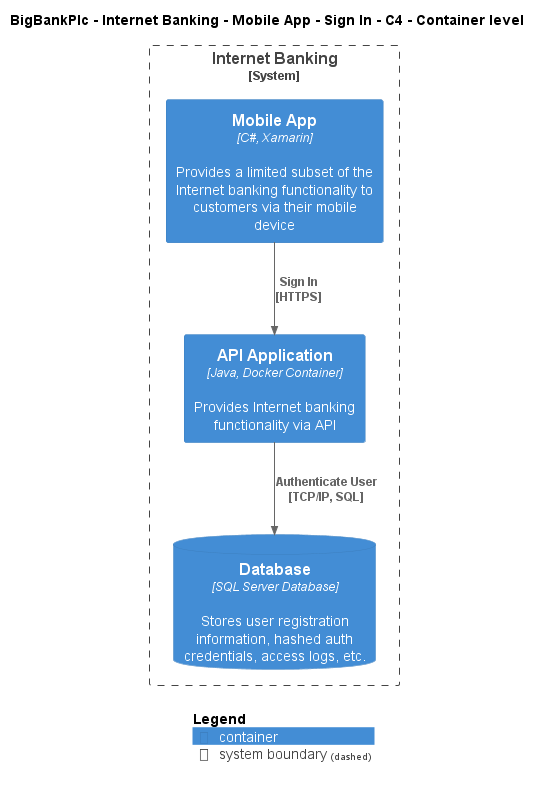 BigBankPlc - Internet Banking - Mobile App - Sign In - C4 - Container level
Internet Banking
[System]
Mobile App
[C#, Xamarin]
Provides a limited subset of the
Internet banking functionality to
customers via their mobile
device
Sign In
[HTTPS]
API Application
[Java, Docker Container]
Provides Internet banking
functionality via API
Authenticate User
[TCP/IP, SQL]
Database
[SQL Server Database]
Stores user registration
information, hashed auth
credentials, access logs, etc.
Legend
container
system boundary (dashed)